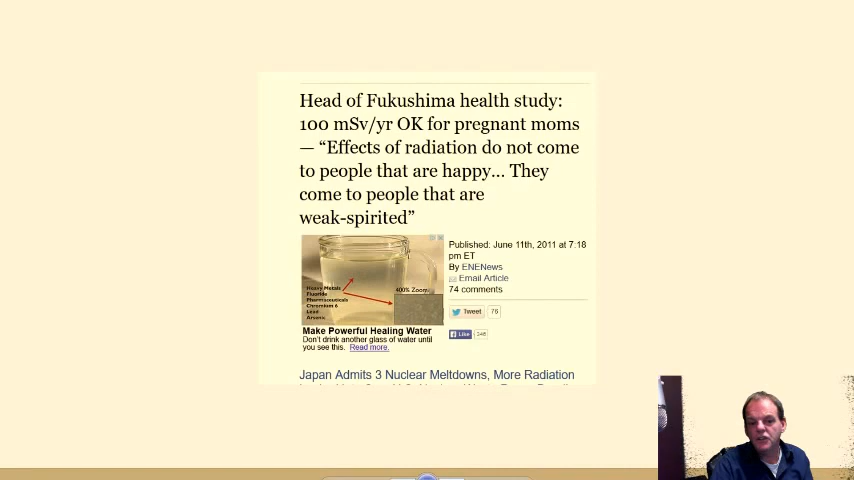 Head of Fukushima health study:
100 mSv/yr OK for pregnant moms
— “Effects of radiation do not come
to people that are happy... They
come to people that are
weak-spirited”
Heavy Metals
Fluoride
Pharmaceuticals
Chromium 6
Lead
Arsenic
400% Zoom
Make Powerful Healing Water
Don't drink another glass of water until
you see this. Read more.
Published: June 11th, 2011 at 7:18
pm ET
By ENENews
Email Article
74 comments
Tweet 76
Like
Japan Admits 3 Nuclear Meltdowns, More Radiation